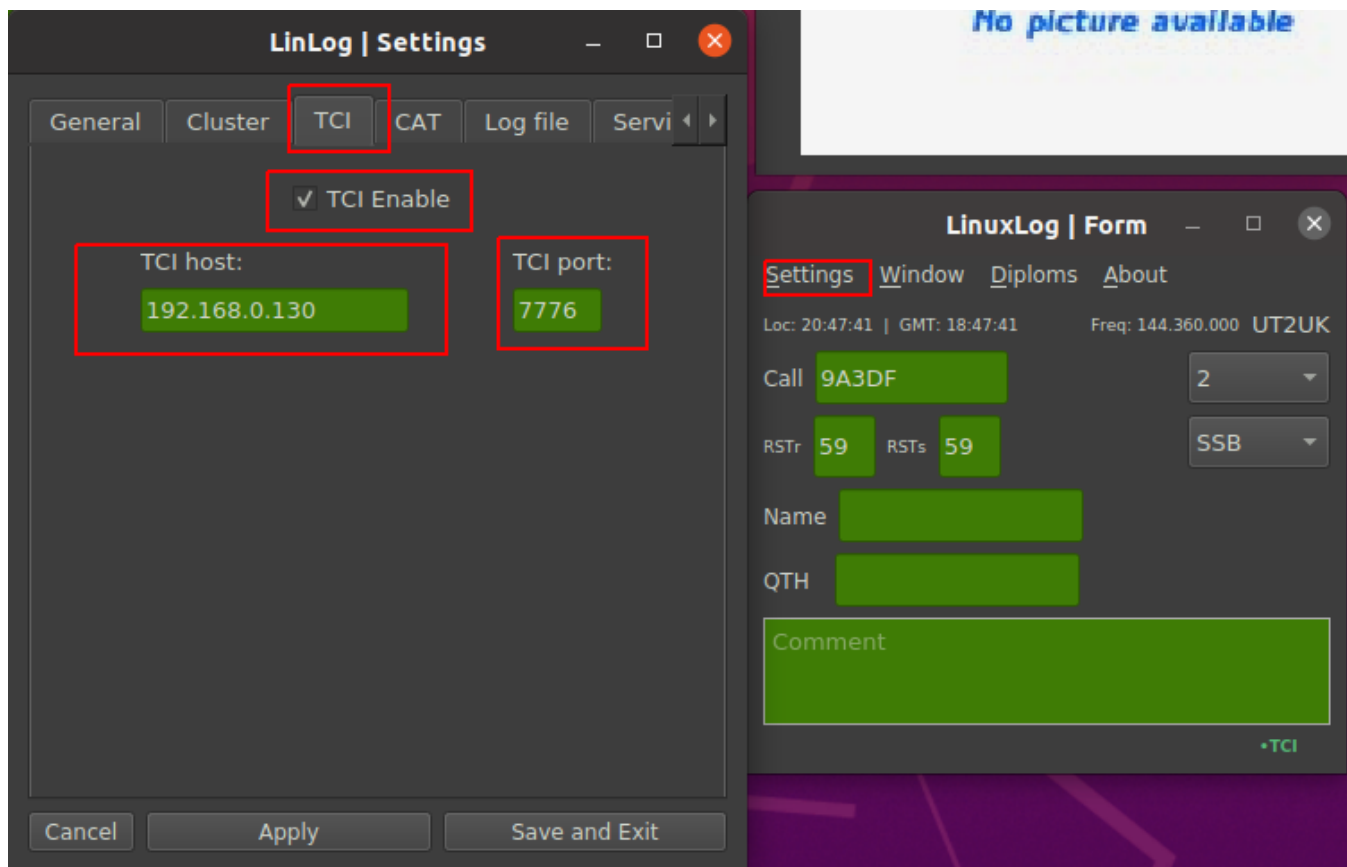 LinLog | Settings
General Cluster TCI CAT Log file Servi
TCI Enable
TCI host: TCI port:
192.168.0.130 7776
Cancel Apply Save and Exit
No picture available
LinuxLog | Form
Settings Window Diploms About
Loc: 20:47:41 | GMT: 18:47:41 Freq: 144.360.000 UT2UK
Call 9A3DF 2
RSTr 59 RSTs 59 SSB
Name
QTH
Comment
•TCI